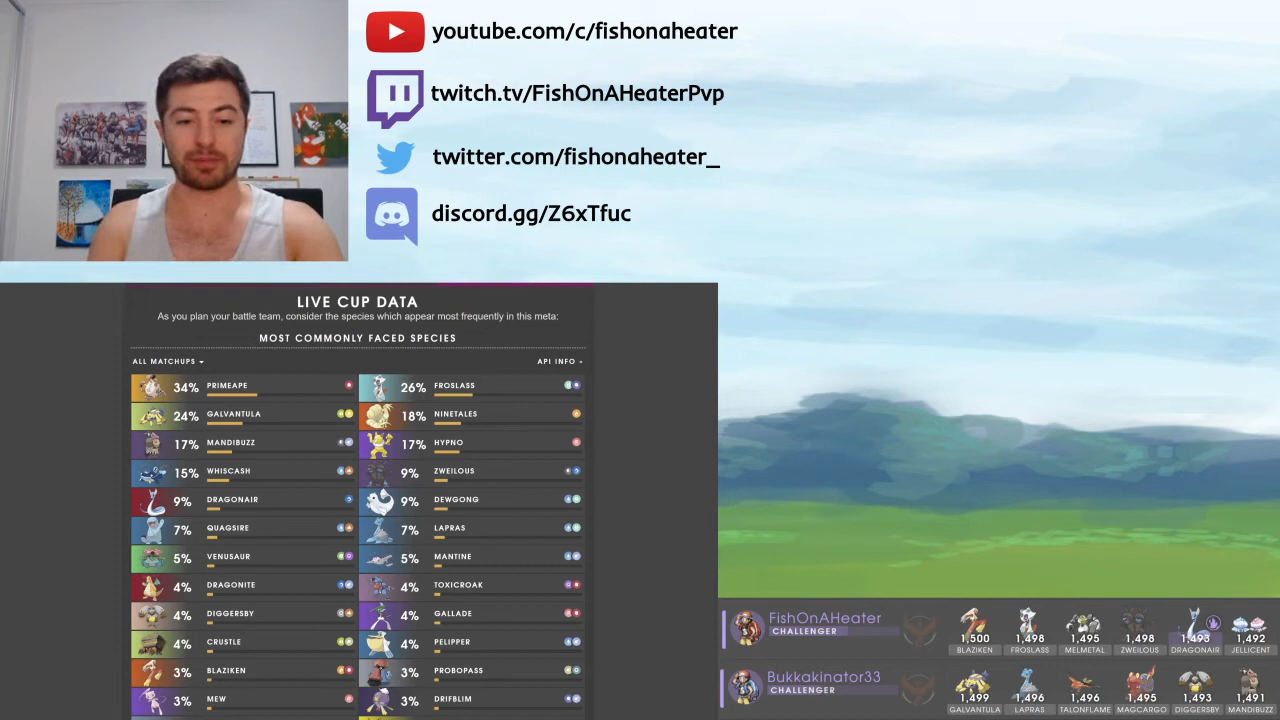 youtube.com/c/fishonaheater
twitch.tv/FishOnAHeaterPvp
twitter.com/fishonaheater_
discord.gg/Z6xTfuc
LIVE CUP DATA
As you plan your battle team, consider the species which appear most frequently in this meta:
MOST COMMONLY FACED SPECIES
ALL MATCHUPS
API INFO
34% PRIMEAPE
26% FROSLASS
24% GALVANTULA
18% NINETALES
17% MANDIBUZZ
17% HYPNO
15% WHISCASH
9% ZWEILOUS
9% DRAGONAIR
9% DEWGONG
7% QUAGSIRE
7% LAPRAS
5% VENUSAUR
5% MANTINE
4% DRAGONITE
4% TOXICROAK
4% DIGGERSBY
4% GALLADE
4% CRUSTLE
4% PELIPPER
3% BLAZIKEN
3% PROBOPASS
3% MEW
3% DRIFBLIM
FishOnAHeater
CHALLENGER
1,500 1,498 1,495 1,498 1,493 1,492
BLAZIKEN FROSLASS MELMETAL ZWEILOUS DRAGONAIR JELLICENT
Bukkakinator33
CHALLENGER
1,499 1,496 1,496 1,495 1,493 1,491
GALVANTULA LAPRAS TALONFLAME MAGCARGO DIGGERSBY MANDIBUZZ